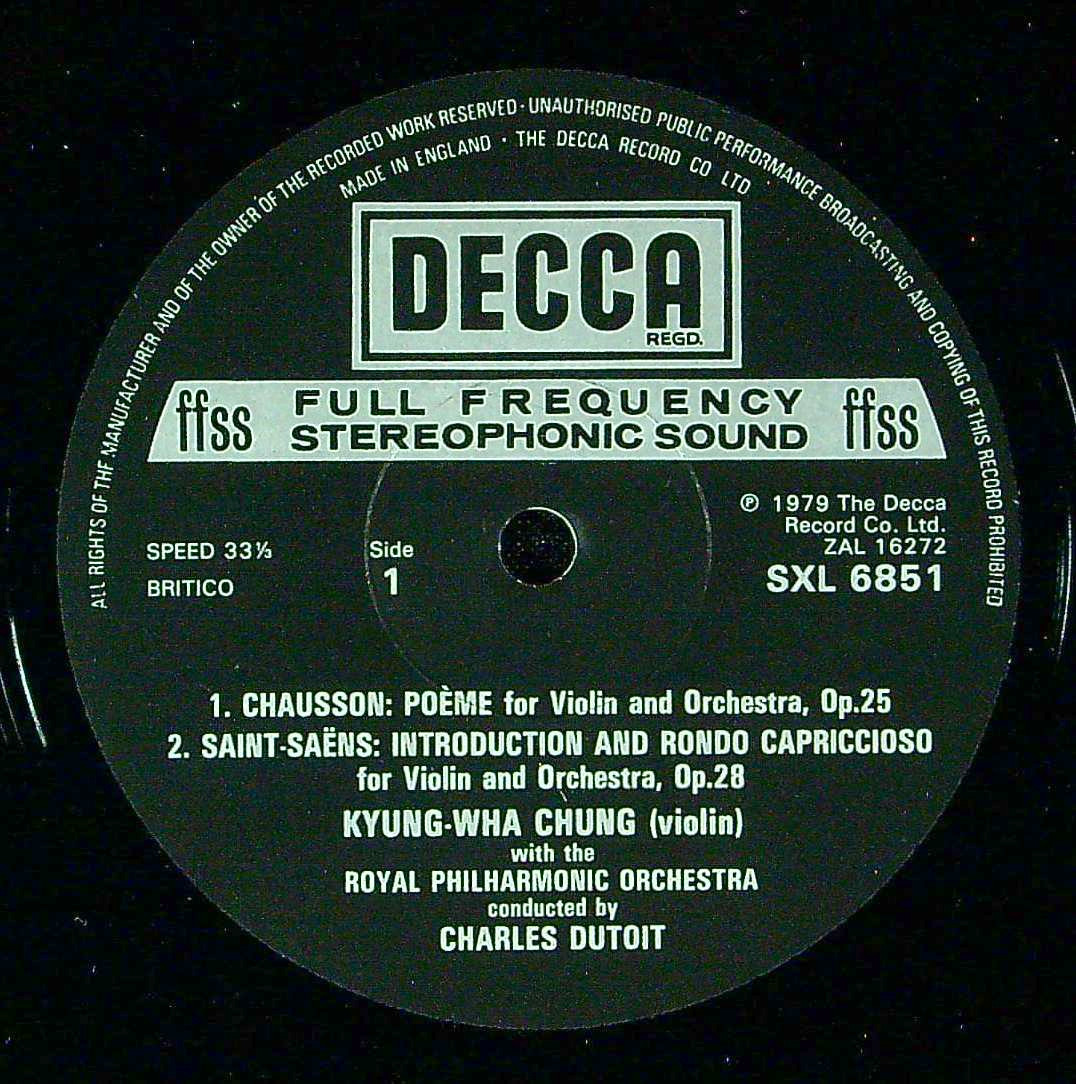 ALL RIGHTS OF THE MANUFACTURER AND OF THE OWNER OF THE RECORDED WORK RESERVED · UNAUTHORISED PUBLIC PERFORMANCE BROADCASTING AND COPYING OF THIS RECORD PROHIBITED
MADE IN ENGLAND · THE DECCA RECORD CO LTD
DECCA
REGD.
ffss FULL FREQUENCY ffss
STEREOPHONIC SOUND
℗ 1979 The Decca
Record Co. Ltd.
ZAL 16272
SXL 6851
SPEED 33⅓
BRITICO
Side
1
1. CHAUSSON: POÈME for Violin and Orchestra, Op.25
2. SAINT-SAËNS: INTRODUCTION AND RONDO CAPRICCIOSO
for Violin and Orchestra, Op.28
KYUNG-WHA CHUNG (violin)
with the
ROYAL PHILHARMONIC ORCHESTRA
conducted by
CHARLES DUTOIT